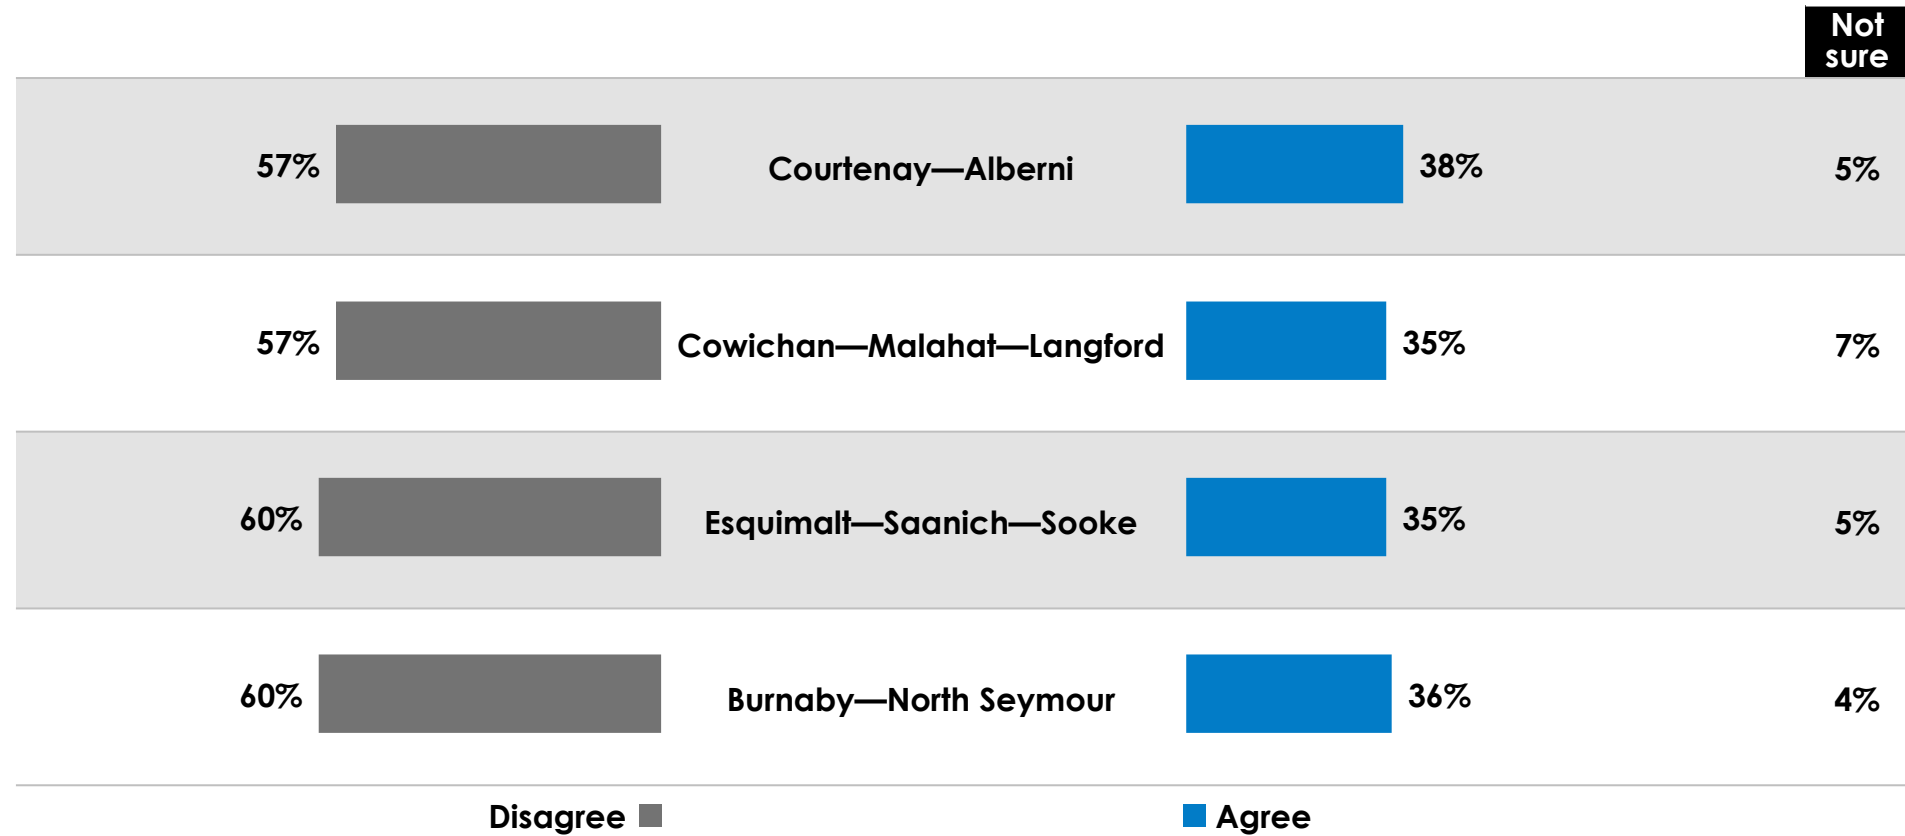 Not
sure
57% Courtenay—Alberni 38% 5%
57% Cowichan—Malahat—Langford 35% 7%
60% Esquimalt—Saanich—Sooke 35% 5%
60% Burnaby—North Seymour 36% 4%
Disagree Agree